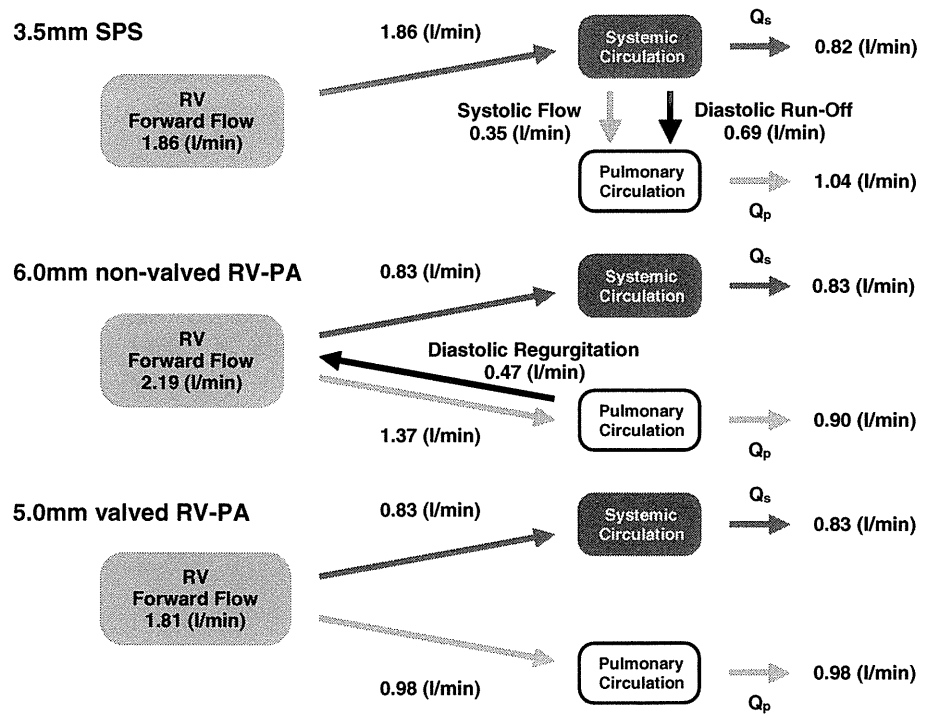 3.5mm SPS
1.86 (l/min)
RV
Forward Flow
1.86 (l/min)
Systemic
Circulation
Qs
0.82 (l/min)
Systolic Flow
0.35 (l/min)
Diastolic Run-Off
0.69 (l/min)
Pulmonary
Circulation
1.04 (l/min)
Qp
6.0mm non-valved RV-PA
0.83 (l/min)
RV
Forward Flow
2.19 (l/min)
Systemic
Circulation
Qs
0.83 (l/min)
Diastolic Regurgitation
0.47 (l/min)
1.37 (l/min)
Pulmonary
Circulation
0.90 (l/min)
Qp
5.0mm valved RV-PA
0.83 (l/min)
RV
Forward Flow
1.81 (l/min)
Systemic
Circulation
Qs
0.83 (l/min)
0.98 (l/min)
Pulmonary
Circulation
0.98 (l/min)
Qp